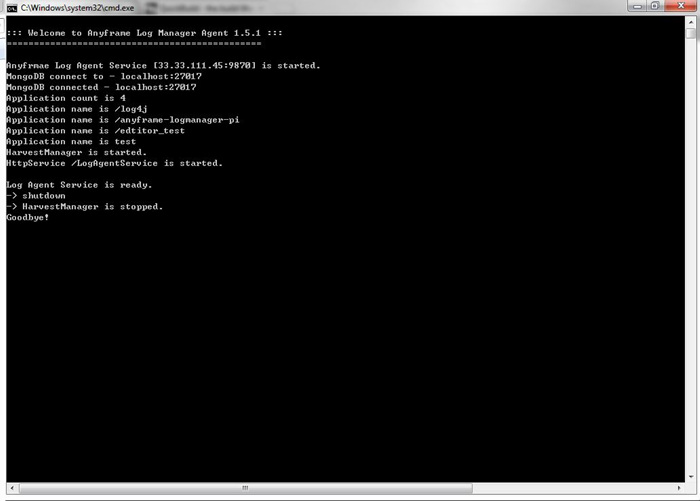 C:\Windows\system32\cmd.exe
::: Welcome to Anyframe Log Manager Agent 1.5.1 :::
===============================================
Anyfrmae Log Agent Service [33.33.111.45:9870] is started.
MongoDB connect to - localhost:27017
MongoDB connected - localhost:27017
Application count is 4
Application name is /log4j
Application name is /anyframe-logmanager-pi
Application name is /edtitor_test
Application name is test
HarvestManager is started.
HttpService /LogAgentService is started.
Log Agent Service is ready.
-> shutdown
-> HarvestManager is stopped.
Goodbye!